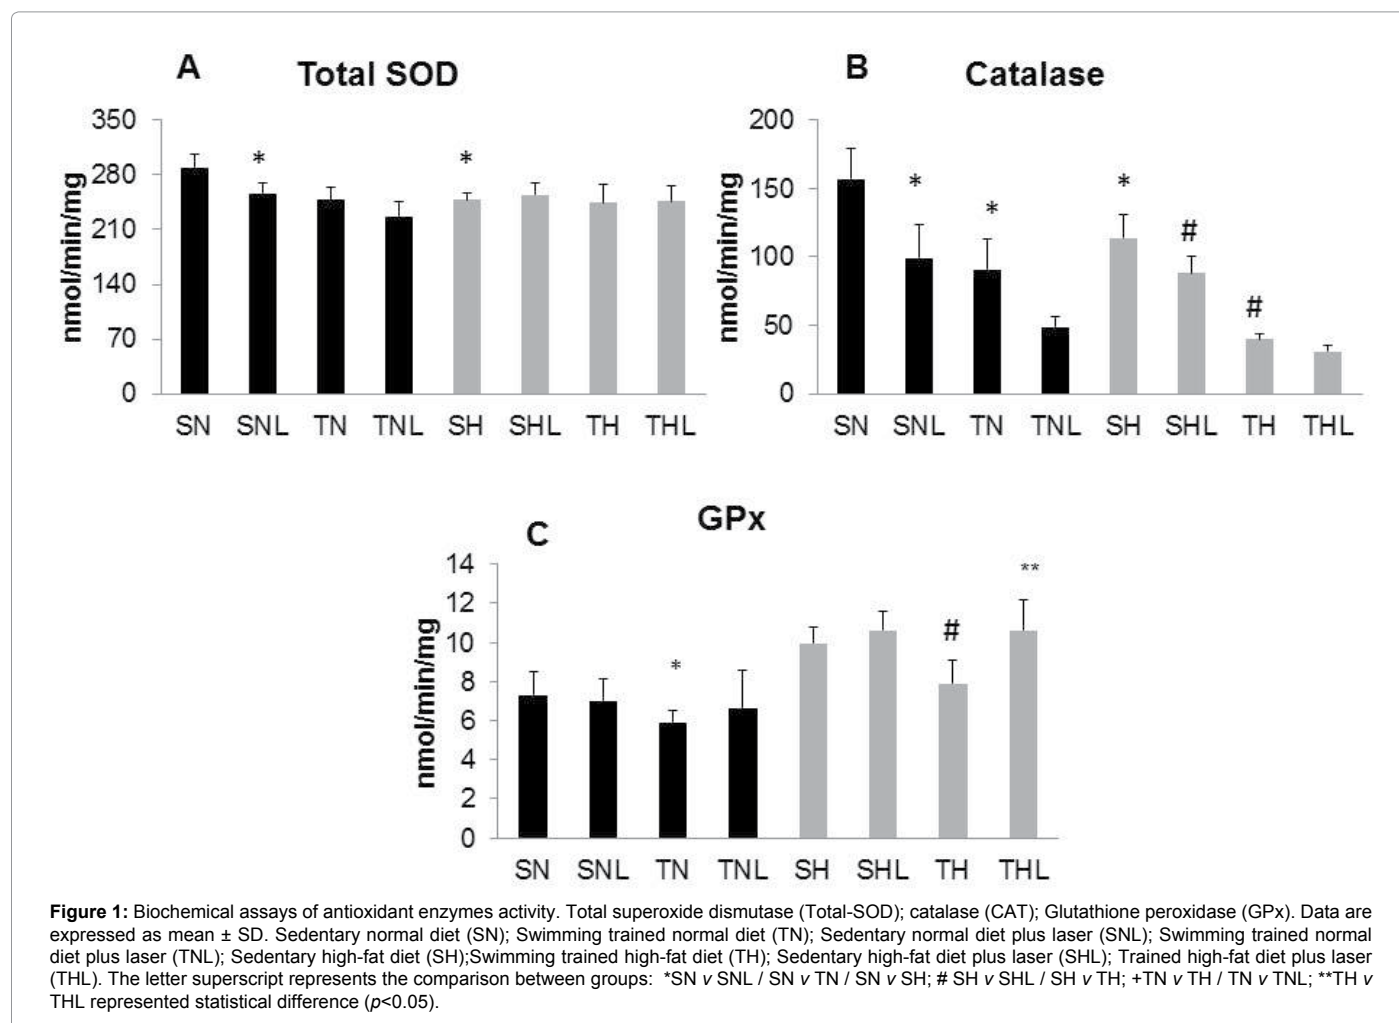 A
Total SOD
nmol/min/mg
350
280
210
140
70
0
*
*
SN SNL TN TNL SH SHL TH THL
B
Catalase
nmol/min/mg
200
150
100
50
0
*
*
*
#
#
SN SNL TN TNL SH SHL TH THL
C
GPx
nmol/min/mg
14
12
10
8
6
4
2
0
*
#
**
SN SNL TN TNL SH SHL TH THL
Figure 1: Biochemical assays of antioxidant enzymes activity. Total superoxide dismutase (Total-SOD); catalase (CAT); Glutathione peroxidase (GPx). Data are
expressed as mean ± SD. Sedentary normal diet (SN); Swimming trained normal diet (TN); Sedentary normal diet plus laser (SNL); Swimming trained normal
diet plus laser (TNL); Sedentary high-fat diet (SH);Swimming trained high-fat diet (TH); Sedentary high-fat diet plus laser (SHL); Trained high-fat diet plus laser
(THL). The letter superscript represents the comparison between groups: *SN v SNL / SN v TN / SN v SH; # SH v SHL / SH v TH; +TN v TH / TN v TNL; **TH v
THL represented statistical difference (p<0.05).